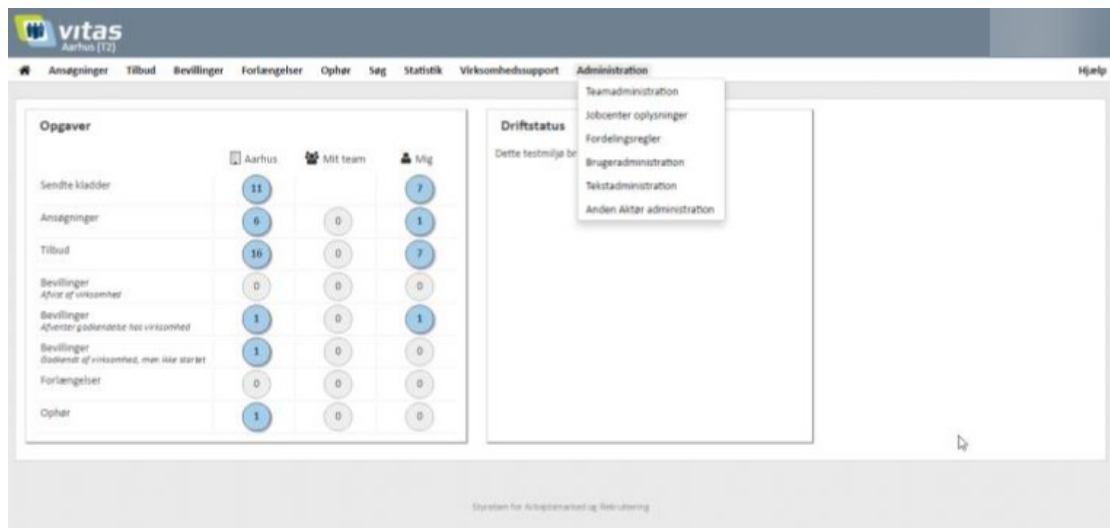 vitas
Aarhus (T2)
Ansøgninger Tilbud Bevillinger Forlængelser Ophør Søg Statistik Virksomhedssupport Administration Hjælp
Teamadministration
Jobcenter oplysninger
Fordelingsregler
Brugeradministration
Tekstadministration
Anden Aktør administration
Opgaver
Aarhus Mit team Mig
Sendte kladder 11 7
Ansøgninger 6 0 1
Tilbud 16 0 7
Bevillinger 0 0 0
Afvist af virksomhed
Bevillinger 1 0 1
Afventer godkendelse hos virksomhed
Bevillinger 1 0 0
Godkendt af virksomhed, men ikke startet
Forlængelser 0 0 0
Ophør 1 0 0
Driftstatus
Dette testmiljø br
Styrelsen for Arbejdsmarked og Rekruttering